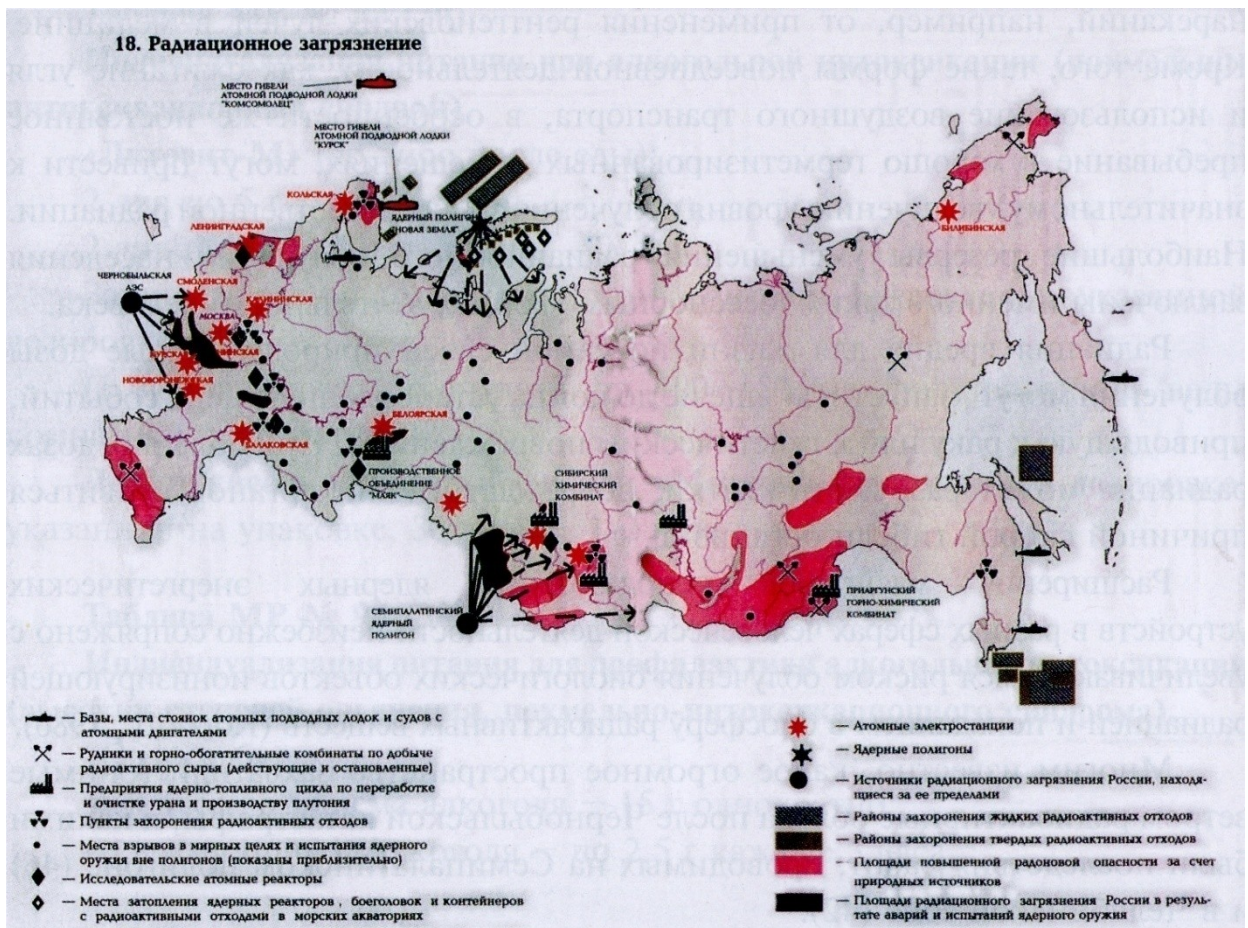 18. Радиационное загрязнение
МЕСТО ГИБЕЛИ
АТОМНОЙ ПОДВОДНОЙ ЛОДКИ
"КОМСОМОЛЕЦ"
МЕСТО ГИБЕЛИ
АТОМНОЙ ПОДВОДНОЙ ЛОДКИ
"КУРСК"
КОЛЬСКАЯ
ЯДЕРНЫЙ ПОЛИГОН
"НОВАЯ ЗЕМЛЯ"
БИЛИБИНСКАЯ
ЛЕНИНГРАДСКАЯ
ЧЕРНОБЫЛЬСКАЯ
АЭС
СМОЛЕНСКАЯ
КАЛИНИНСКАЯ
МОСКВА
КУРСКАЯ
НОВОВОРОНЕЖСКАЯ
БЕЛОЯРСКАЯ
БАЛАКОВСКАЯ
ПРОИЗВОДСТВЕННОЕ
ОБЪЕДИНЕНИЕ
"МАЯК"
СИБИРСКИЙ
ХИМИЧЕСКИЙ
КОМБИНАТ
СЕМИПАЛАТИНСКИЙ
ЯДЕРНЫЙ
ПОЛИГОН
ПРИАРГУНСКИЙ
ГОРНО-ХИМИЧЕСКИЙ
КОМБИНАТ
— Базы, места стоянок атомных подводных лодок и судов с
атомными двигателями
— Рудники и горно-обогатительные комбинаты по добыче
радиоактивного сырья (действующие и остановленные)
— Предприятия ядерно-топливного цикла по переработке
и очистке урана и производству плутония
— Пункты захоронения радиоактивных отходов
— Места взрывов в мирных целях и испытания ядерного
оружия вне полигонов (показаны приблизительно)
— Исследовательские атомные реакторы
— Места затопления ядерных реакторов, боеголовок и контейнеров
с радиоактивными отходами в морских акваториях
— Атомные станции
— Ядерные полигоны
— Источники радиационного загрязнения России, находя-
щиеся за ее пределами
— Районы захоронения жидких радиоактивных отходов
— Районы захоронения твердых радиоактивных отходов
— Площади повышенной радоновой опасности за счет
природных источников
— Площади радиационного загрязнения России в резуль-
тате аварий и испытаний ядерного оружия